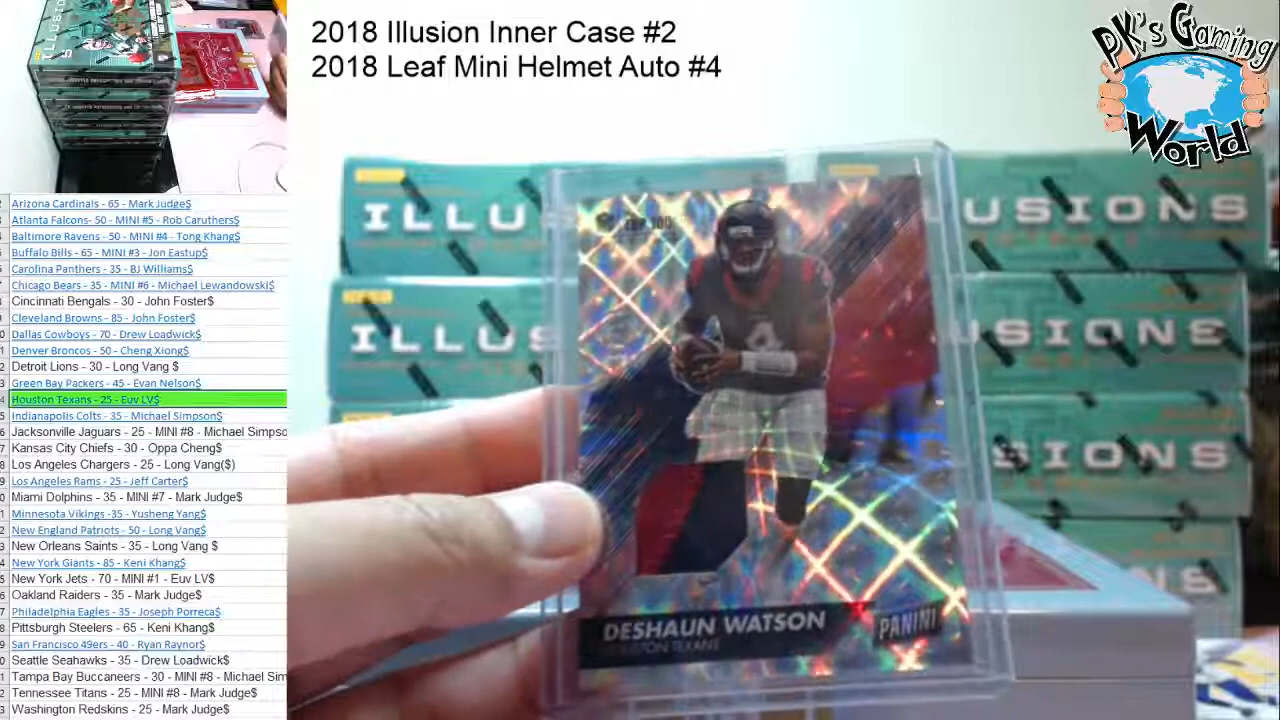 2018 Illusion Inner Case #2
2018 Leaf Mini Helmet Auto #4
PK's Gaming
World
Arizona Cardinals - 65 - Mark Judge$
Atlanta Falcons- 50 - MINI #5 - Rob Caruthers$
Baltimore Ravens - 50 - MINI #4 - Tong Khang$
Buffalo Bills - 65 - MINI #3 - Jon Eastup$
Carolina Panthers - 35 - BJ Williams$
Chicago Bears - 35 - MINI #6 - Michael Lewandowski$
Cincinnati Bengals - 30 - John Foster$
Cleveland Browns - 85 - John Foster$
Dallas Cowboys - 70 - Drew Loadwick$
Denver Broncos - 50 - Cheng Xiong$
Detroit Lions - 30 - Long Vang $
Green Bay Packers - 45 - Evan Nelson$
Houston Texans - 25 - Euv LV$
Indianapolis Colts - 35 - Michael Simpson$
Jacksonville Jaguars - 25 - MINI #8 - Michael Simpso
Kansas City Chiefs - 30 - Oppa Cheng$
Los Angeles Chargers - 25 - Long Vang($)
Los Angeles Rams - 25 - Jeff Carter$
Miami Dolphins - 35 - MINI #7 - Mark Judge$
Minnesota Vikings -35 - Yusheng Yang$
New England Patriots - 50 - Long Vang$
New Orleans Saints - 35 - Long Vang $
New York Giants - 85 - Keni Khang$
New York Jets - 70 - MINI #1 - Euv LV$
Oakland Raiders - 35 - Mark Judge$
Philadelphia Eagles - 35 - Joseph Porreca$
Pittsburgh Steelers - 65 - Keni Khang$
San Francisco 49ers - 40 - Ryan Raynor$
Seattle Seahawks - 35 - Drew Loadwick$
Tampa Bay Buccaneers - 30 - MINI #8 - Michael Sim
Tennessee Titans - 25 - MINI #8 - Mark Judge$
Washington Redskins - 25 - Mark Judge$
ILLU
USIONS
ILLUS
SIONE
SIONS
NS
4
DESHAUN WATSON
PANINI
HOUSTON TEXANS